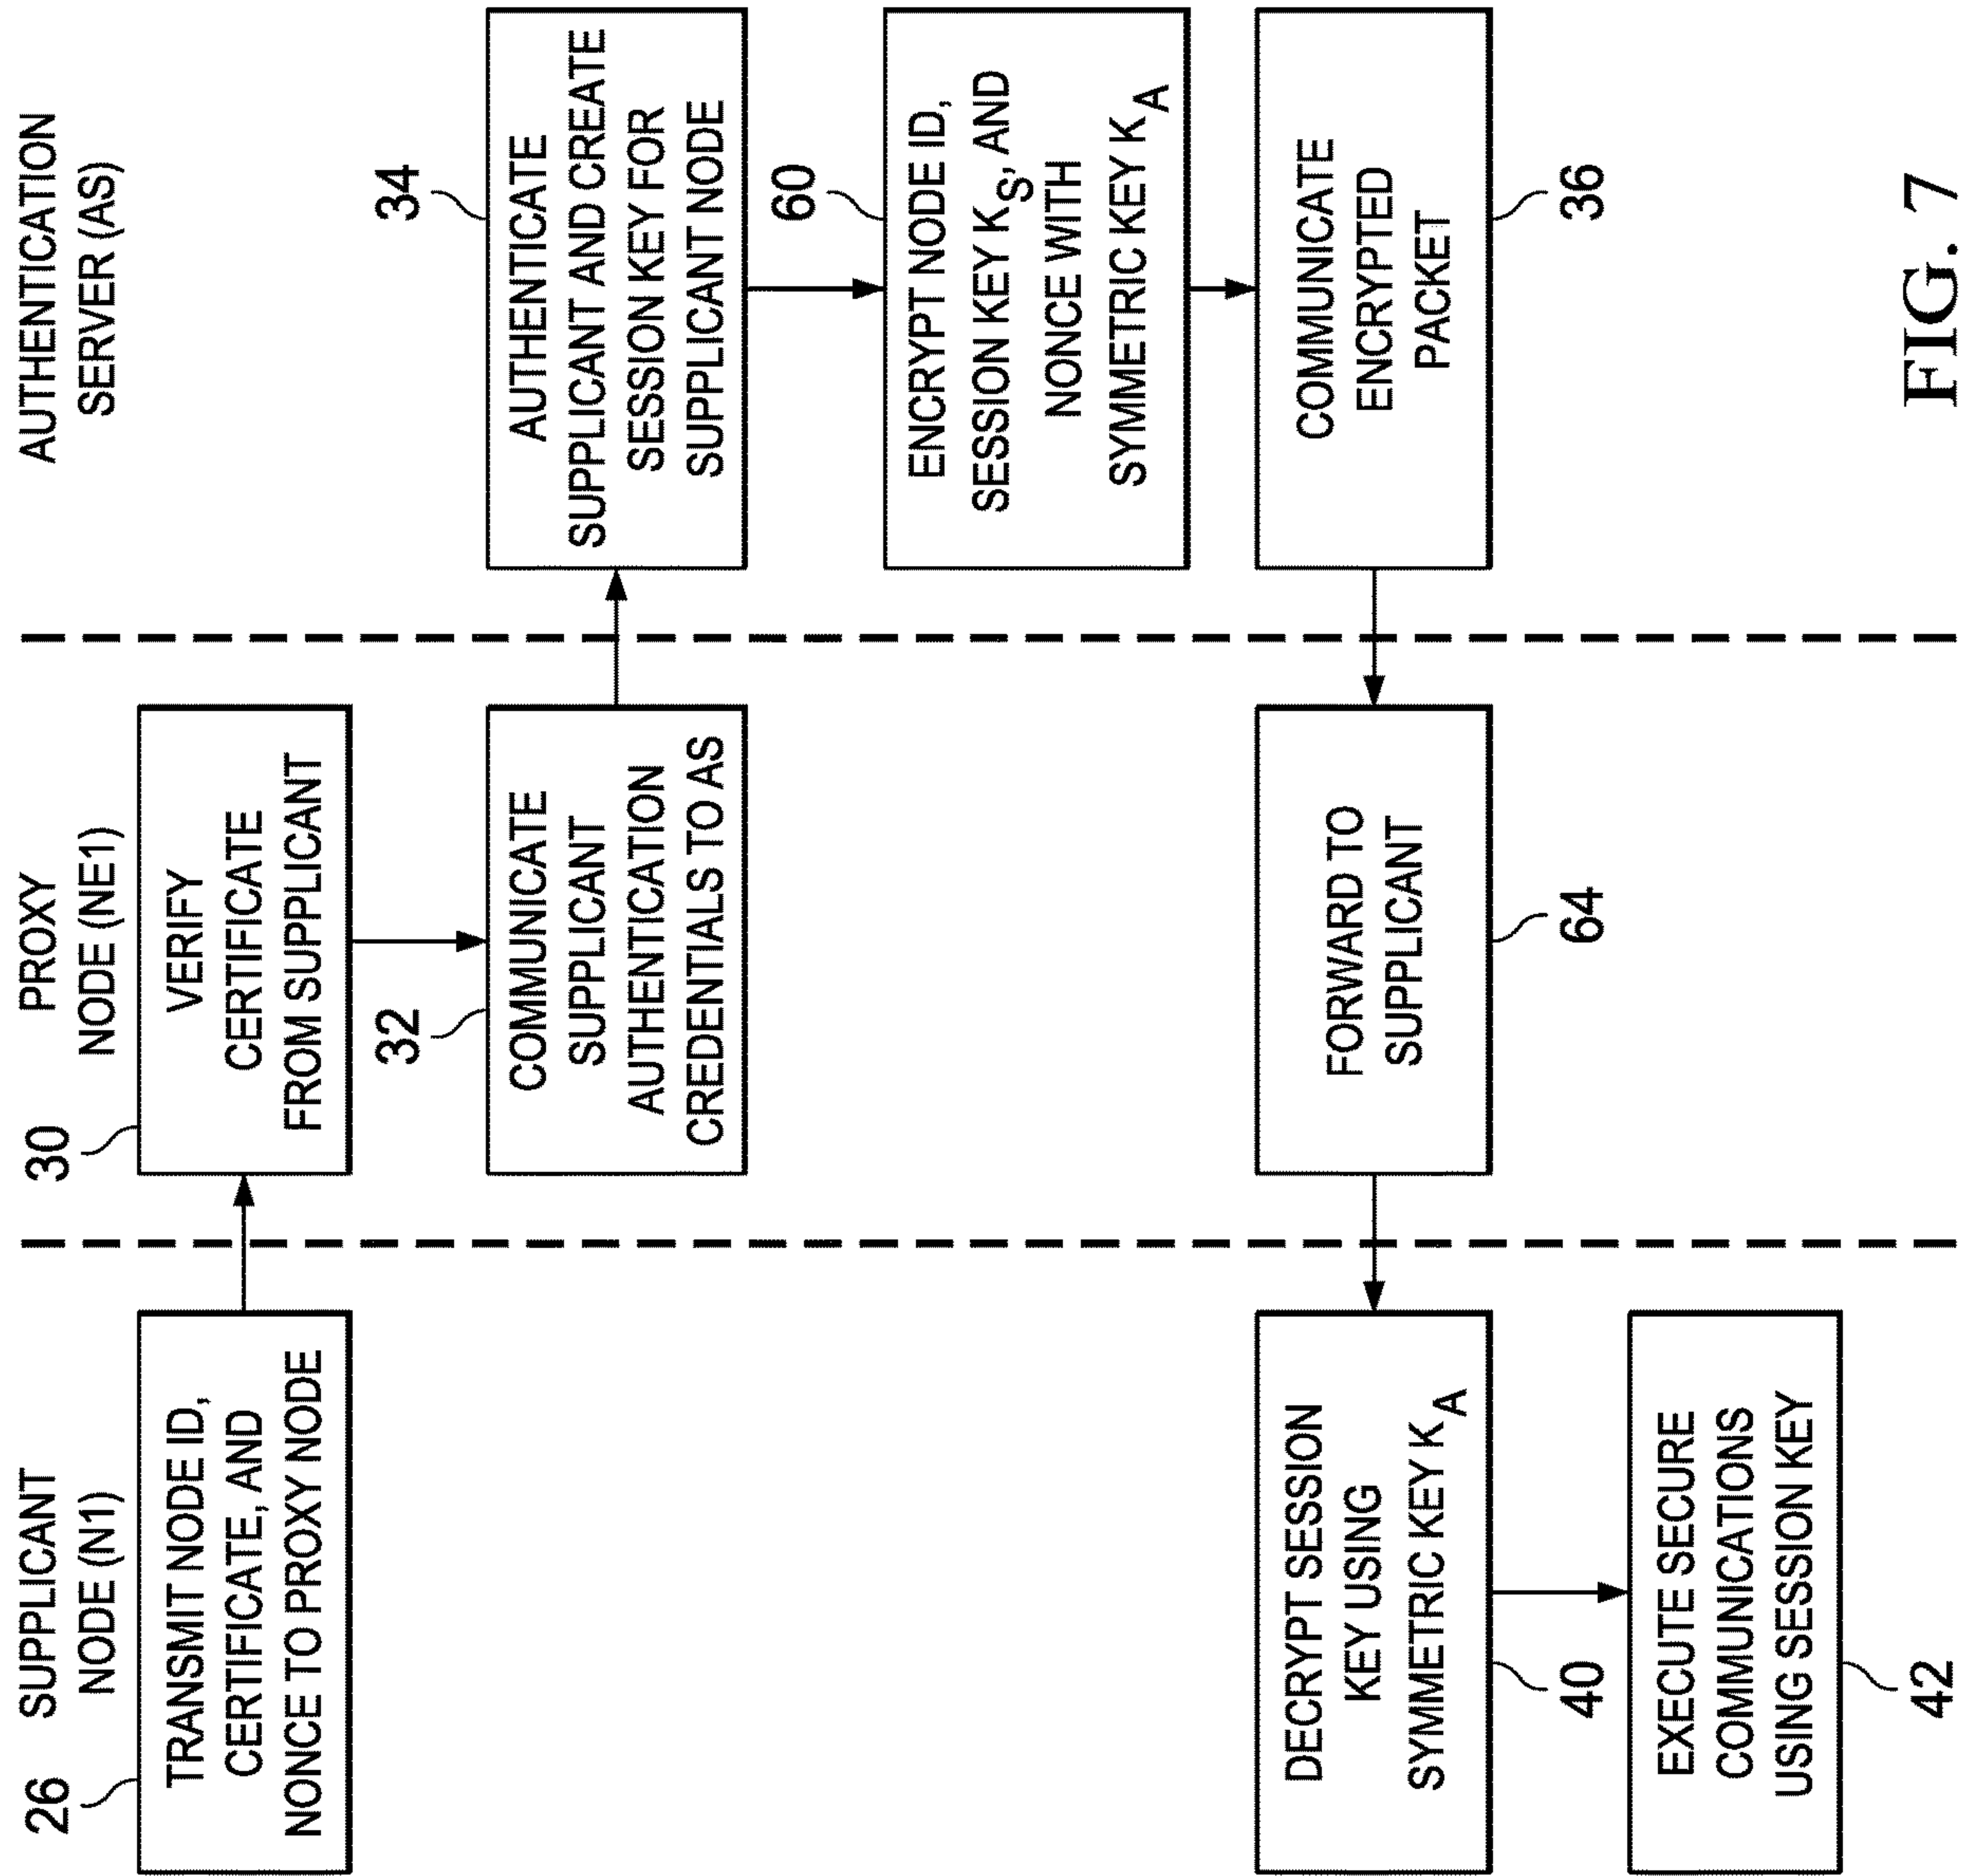 SUPPLICANT
NODE (N1)
PROXY
NODE (NE1)
AUTHENTICATION
SERVER (AS)
26
TRANSMIT NODE ID,
CERTIFICATE, AND
NONCE TO PROXY NODE
30
VERIFY
CERTIFICATE
FROM SUPPLICANT
32
COMMUNICATE
SUPPLICANT
AUTHENTICATION
CREDENTIALS TO AS
34
AUTHENTICATE
SUPPLICANT AND CREATE
SESSION KEY FOR
SUPPLICANT NODE
60
ENCRYPT NODE ID,
SESSION KEY K_S, AND
NONCE WITH
SYMMETRIC KEY K_A
COMMUNICATE
ENCRYPTED
PACKET
36
FORWARD TO
SUPPLICANT
64
DECRYPT SESSION
KEY USING
SYMMETRIC KEY K_A
40
EXECUTE SECURE
COMMUNICATIONS
USING SESSION KEY
42
FIG. 7